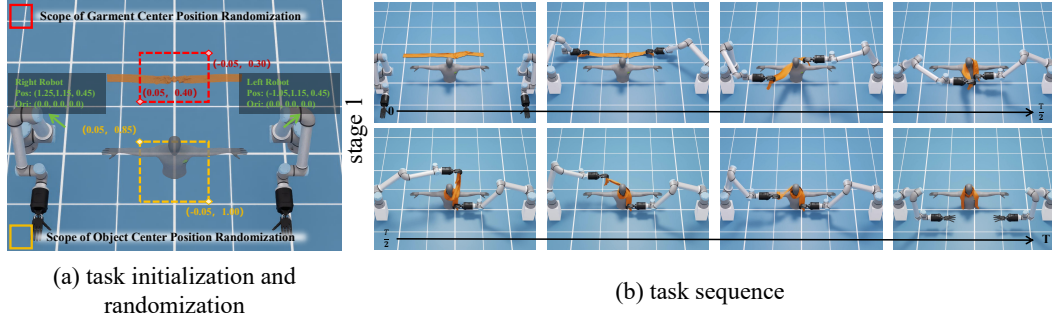 Scope of Garment Center Position Randomization
(-0.05, 0.30)
Right Robot
Pos: (1.25,1.15, 0.45)
Ori: (0.0, 0.0, 0.0)
(0.05, 0.40)
Left Robot
Pos: (-1.05,1.15, 0.45)
Ori: (0.0, 0.0, 0.0)
(0.05, 0.85)
(-0.05, 1.00)
Scope of Object Center Position Randomization
(a) task initialization and
randomization
stage 1
0
T/2
T/2
T
(b) task sequence